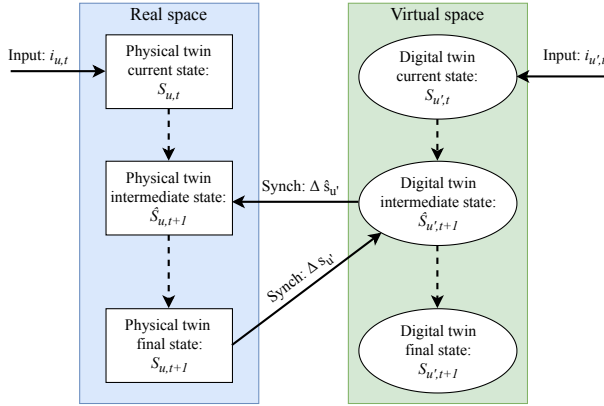 Real space
Virtual space
Input: i_{u,t}
Physical twin
current state:
S_{u,t}
Digital twin
current state:
S_{u',t}
Input: i_{u',t}
Physical twin
intermediate state:
Ŝ_{u,t+1}
Synch: Δ ŝ_{u'}
Digital twin
intermediate state:
Ŝ_{u',t+1}
Synch: Δ s_{u'}
Physical twin
final state:
S_{u,t+1}
Digital twin
final state:
S_{u',t+1}